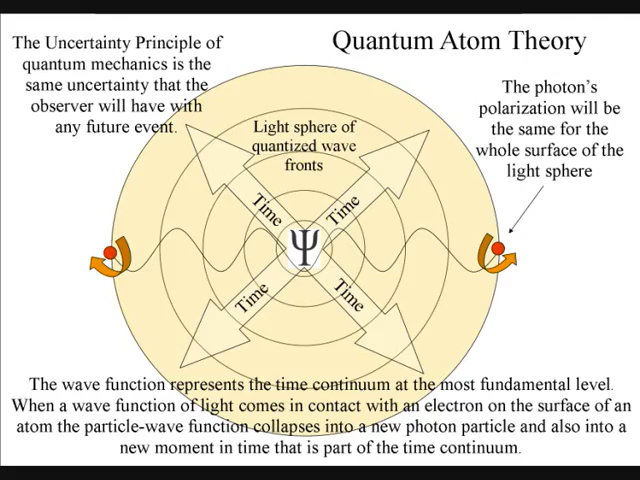 Quantum Atom Theory
The Uncertainty Principle of
quantum mechanics is the
same uncertainty that the
observer will have with
any future event.
The photon's
polarization will be
the same for the
whole surface of the
light sphere
Light sphere of
quantized wave
fronts
Time
Time
Ψ
Time
Time
The wave function represents the time continuum at the most fundamental level.
When a wave function of light comes in contact with an electron on the surface of an
atom the particle-wave function collapses into a new photon particle and also into a
new moment in time that is part of the time continuum.